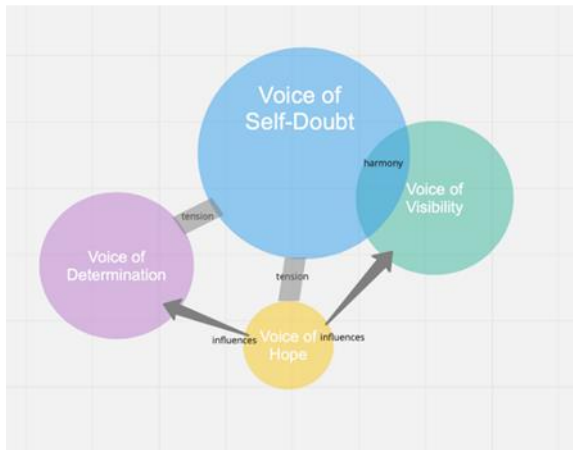 Voice of
Self-Doubt
harmony
Voice of
Visibility
tension
Voice of
Determination
tension
influences
Voice of
Hope
influences